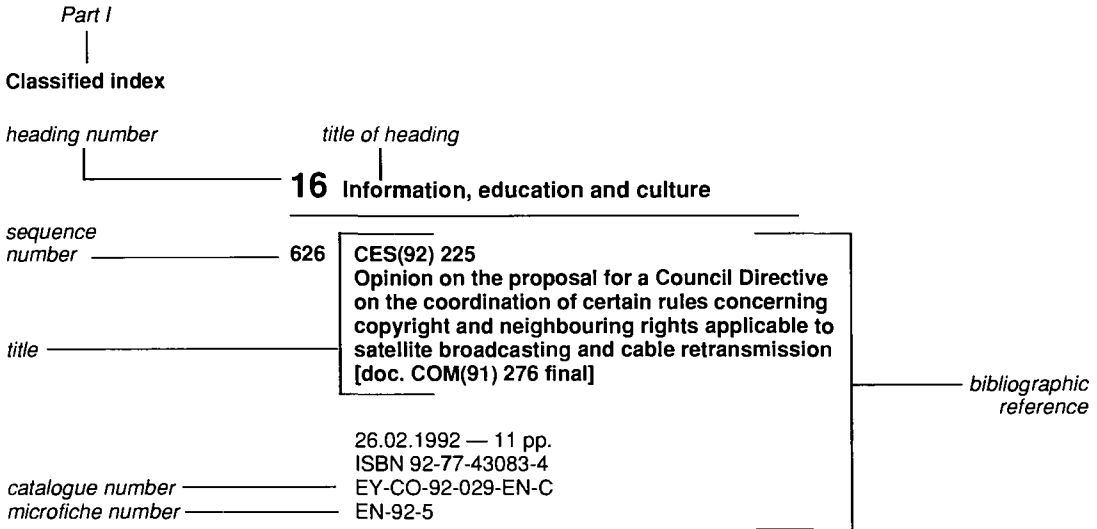 Part I
Classified index
heading number title of heading
16 Information, education and culture
sequence
number 626 CES(92) 225
Opinion on the proposal for a Council Directive
on the coordination of certain rules concerning
copyright and neighbouring rights applicable to
title satellite broadcasting and cable retransmission
[doc. COM(91) 276 final]
bibliographic
reference
26.02.1992 — 11 pp.
ISBN 92-77-43083-4
catalogue number EY-CO-92-029-EN-C
microfiche number EN-92-5